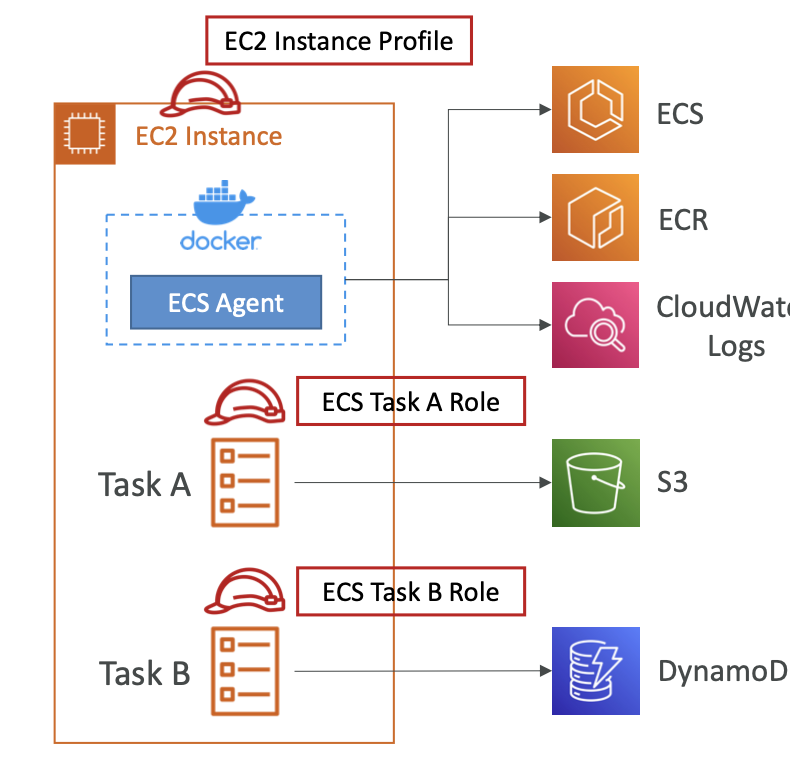 EC2 Instance Profile
EC2 Instance
docker
ECS Agent
ECS
ECR
CloudWatc
Logs
ECS Task A Role
Task A
S3
ECS Task B Role
Task B
DynamoD